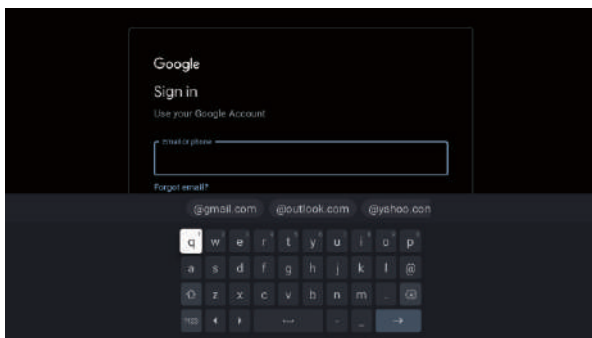 Google
Sign in
Use your Google Account
Email or phone
Forgot email?
@gmail.com @outlook.com @yahoo.com
q w e r t y u i o p
a s d f g h j k l @
z x c v b n m .
- _